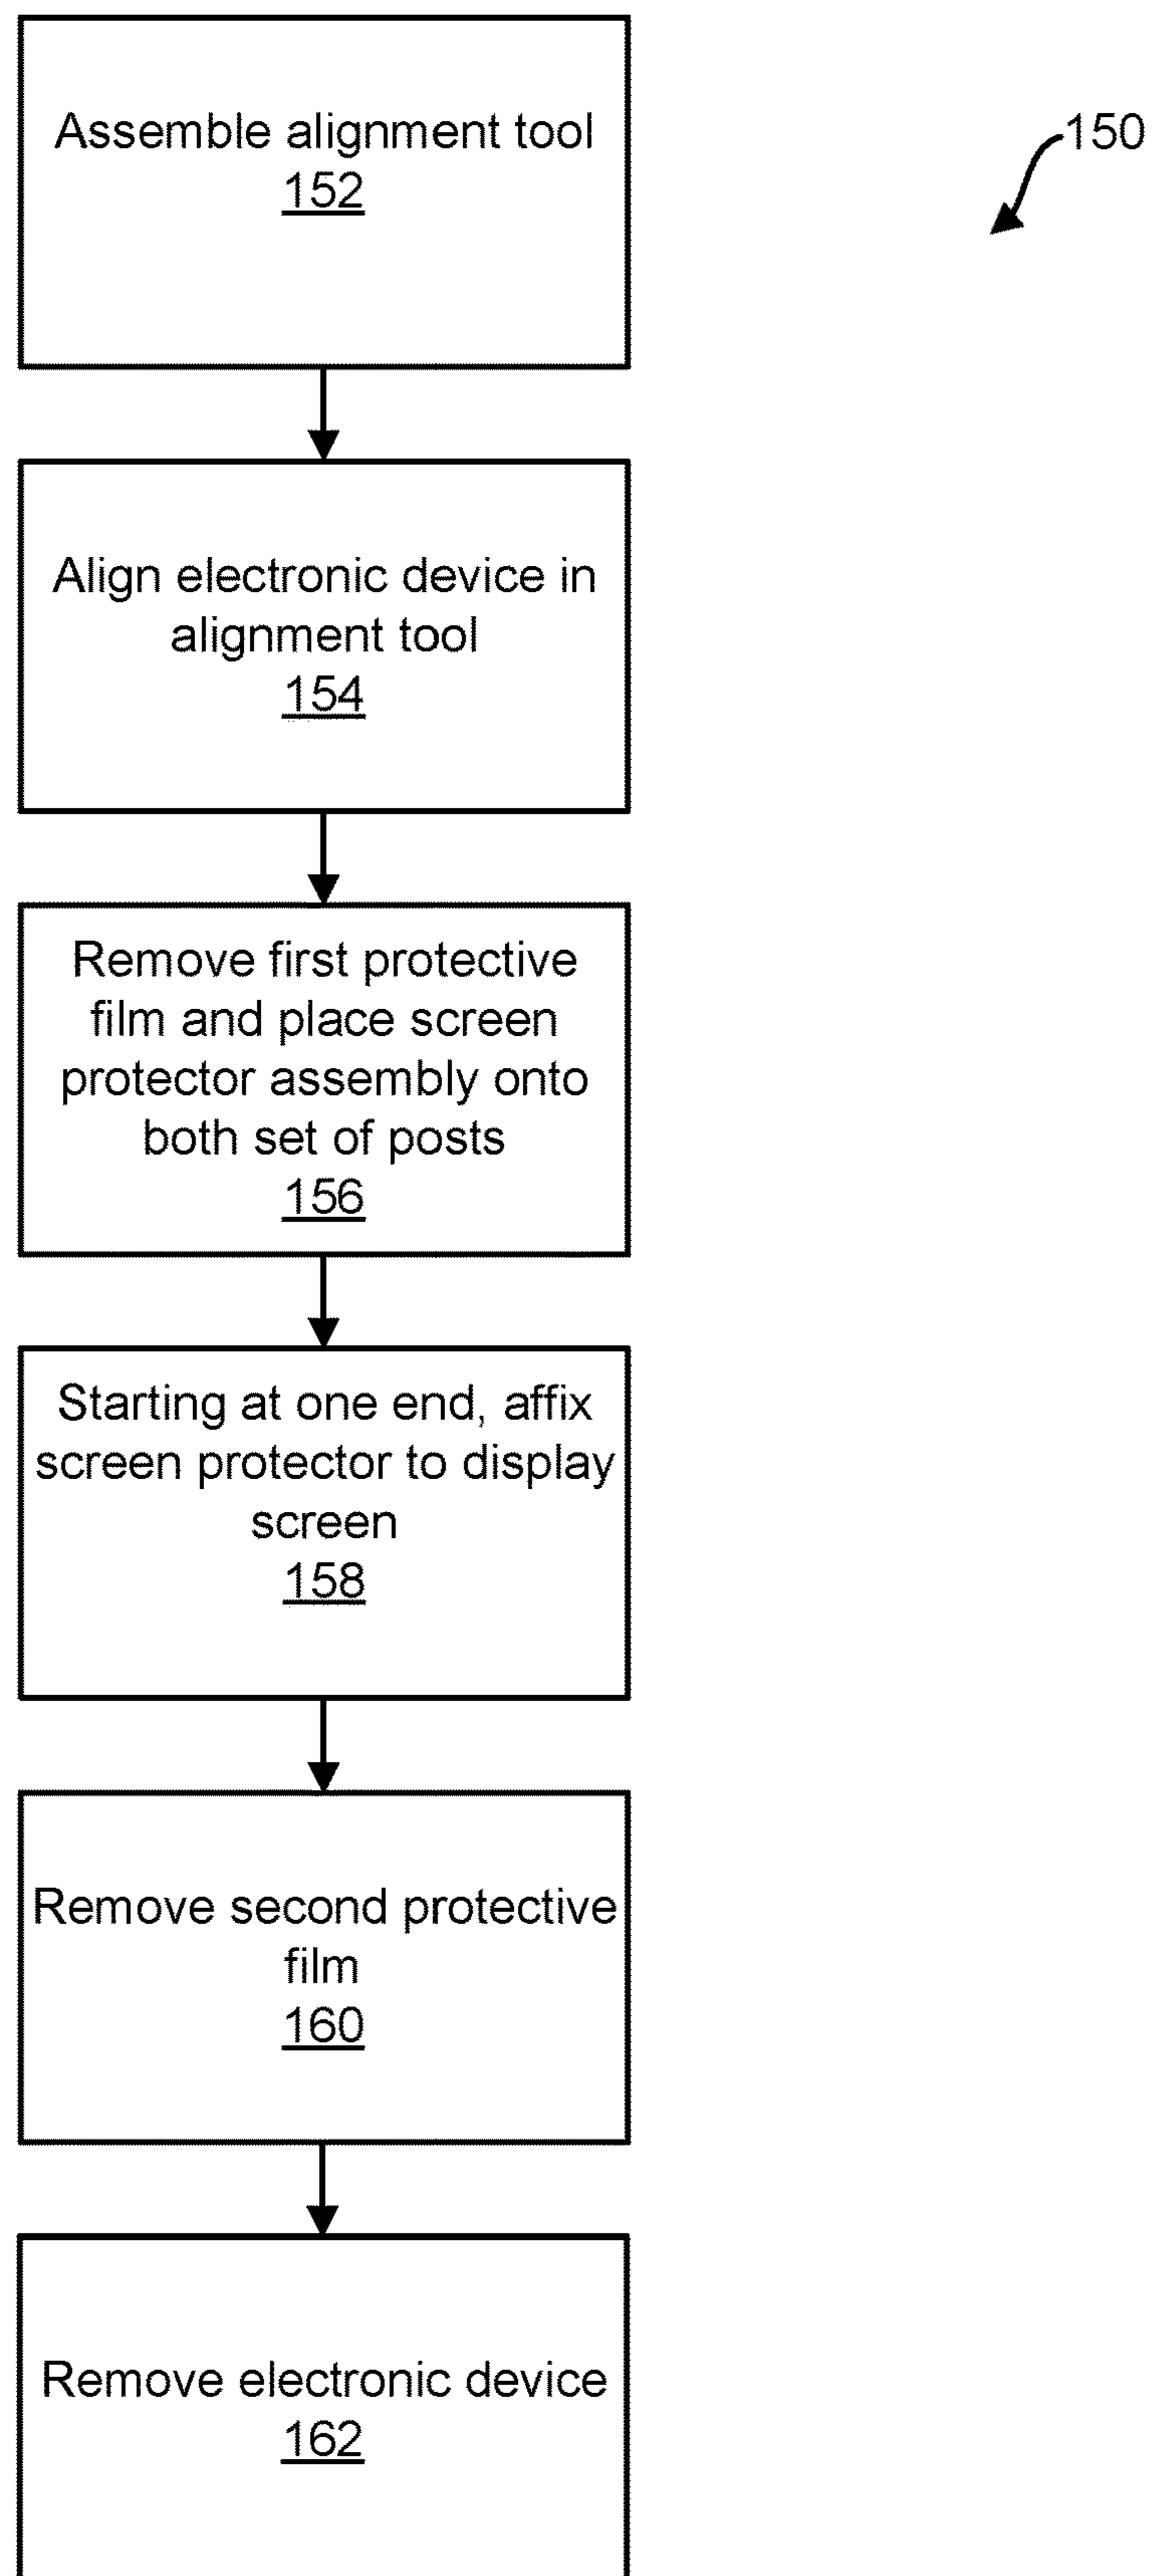 Assemble alignment tool
152
150
Align electronic device in
alignment tool
154
Remove first protective
film and place screen
protector assembly onto
both set of posts
156
Starting at one end, affix
screen protector to display
screen
158
Remove second protective
film
160
Remove electronic device
162